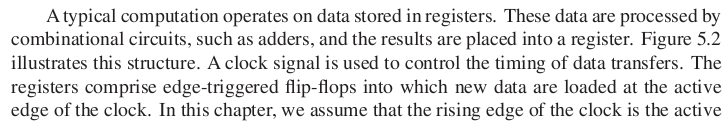 A typical computation operates on data stored in registers. These data are processed by
combinational circuits, such as adders, and the results are placed into a register. Figure 5.2
illustrates this structure. A clock signal is used to control the timing of data transfers. The
registers comprise edge-triggered flip-flops into which new data are loaded at the active
edge of the clock. In this chapter, we assume that the rising edge of the clock is the active